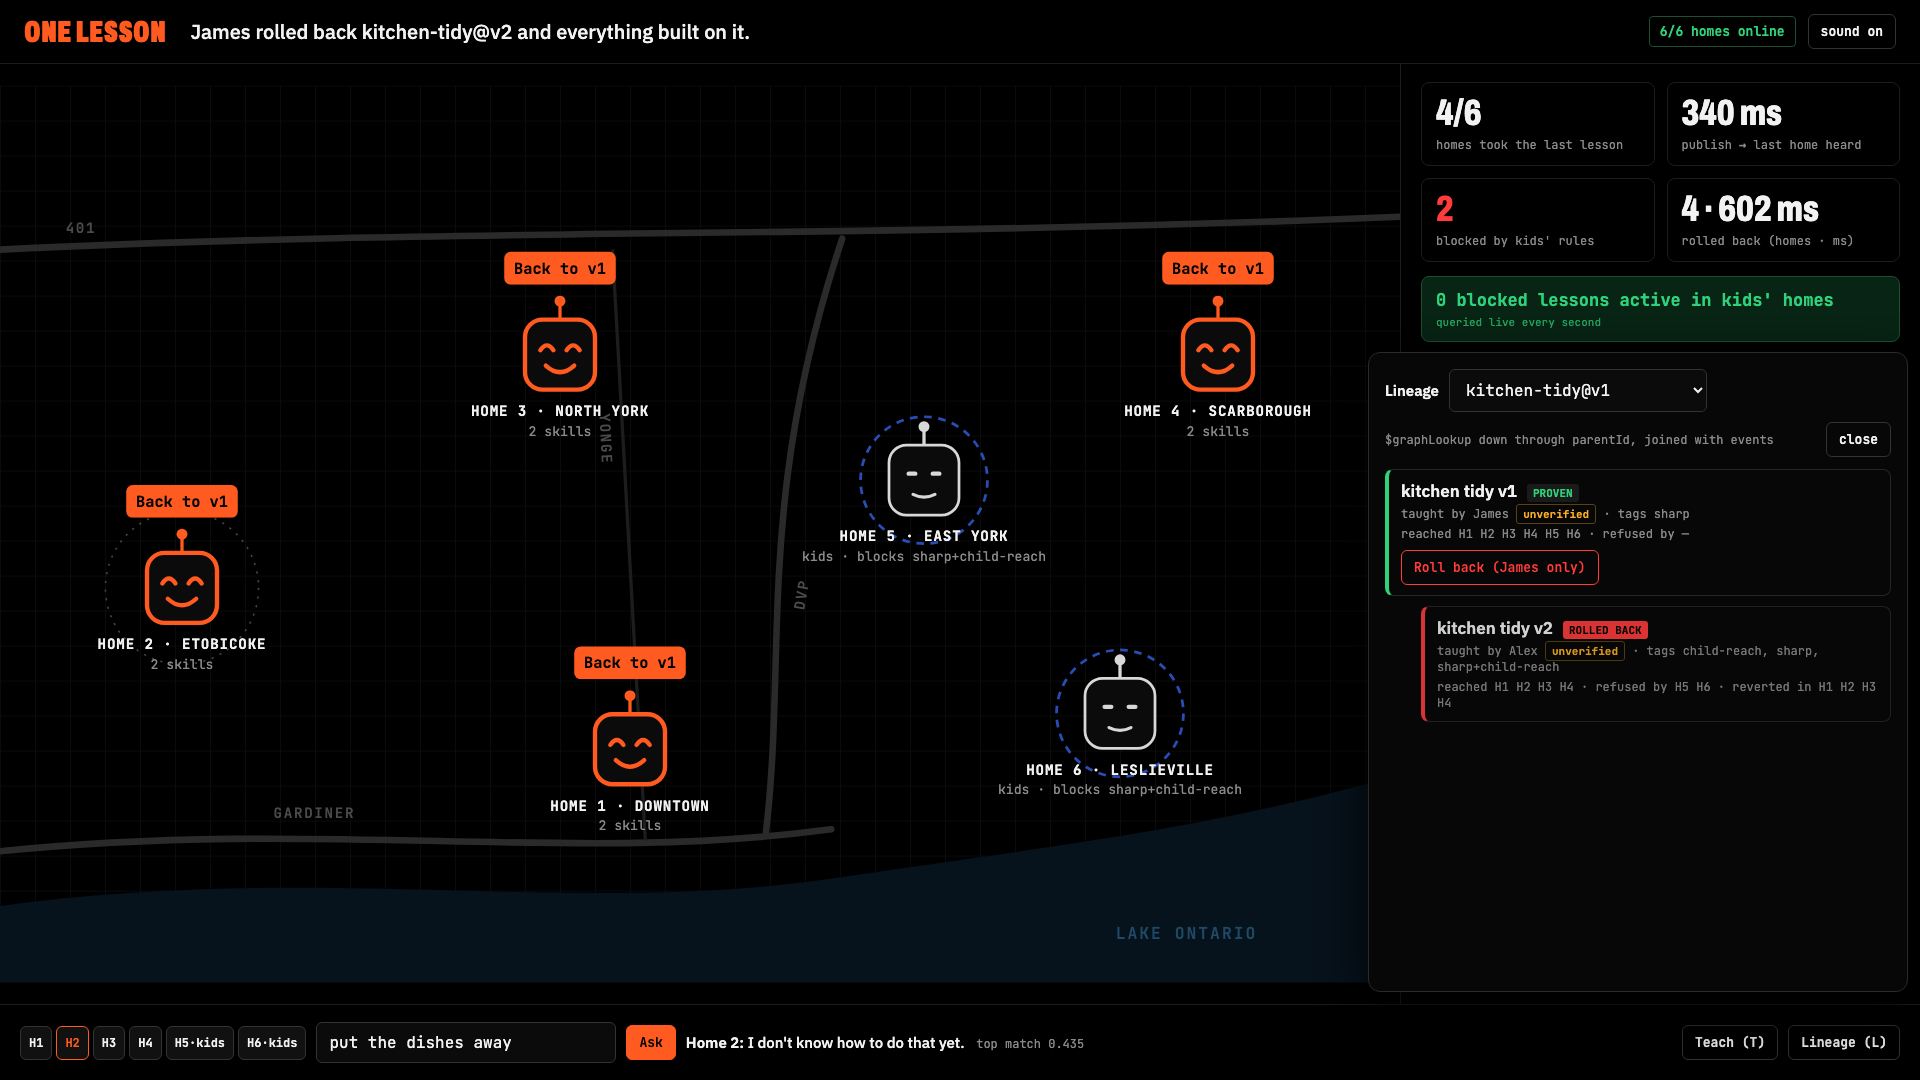 ONE LESSON
James rolled back kitchen-tidy@v2 and everything built on it.
6/6 homes online
sound on
401
Back to v1
HOME 3 · NORTH YORK
2 skills
YONGE
Back to v1
HOME 4 · SCARBOROUGH
2 skills
HOME 5 · EAST YORK
kids · blocks sharp+child-reach
Back to v1
HOME 2 · ETOBICOKE
2 skills
DVP
Back to v1
HOME 1 · DOWNTOWN
2 skills
HOME 6 · LESLIEVILLE
kids · blocks sharp+child-reach
GARDINER
LAKE ONTARIO
4/6
homes took the last lesson
340 ms
publish → last home heard
2
blocked by kids' rules
4 · 602 ms
rolled back (homes · ms)
0 blocked lessons active in kids' homes
queried live every second
Lineage
kitchen-tidy@v1
$graphLookup down through parentId, joined with events
close
kitchen tidy v1 PROVEN
taught by James unverified · tags sharp
reached H1 H2 H3 H4 H5 H6 · refused by —
Roll back (James only)
kitchen tidy v2 ROLLED BACK
taught by Alex unverified · tags child-reach, sharp,
sharp+child-reach
reached H1 H2 H3 H4 · refused by H5 H6 · reverted in H1 H2 H3
H4
H1
H2
H3
H4
H5·kids
H6·kids
put the dishes away
Ask
Home 2: I don't know how to do that yet. top match 0.435
Teach (T)
Lineage (L)